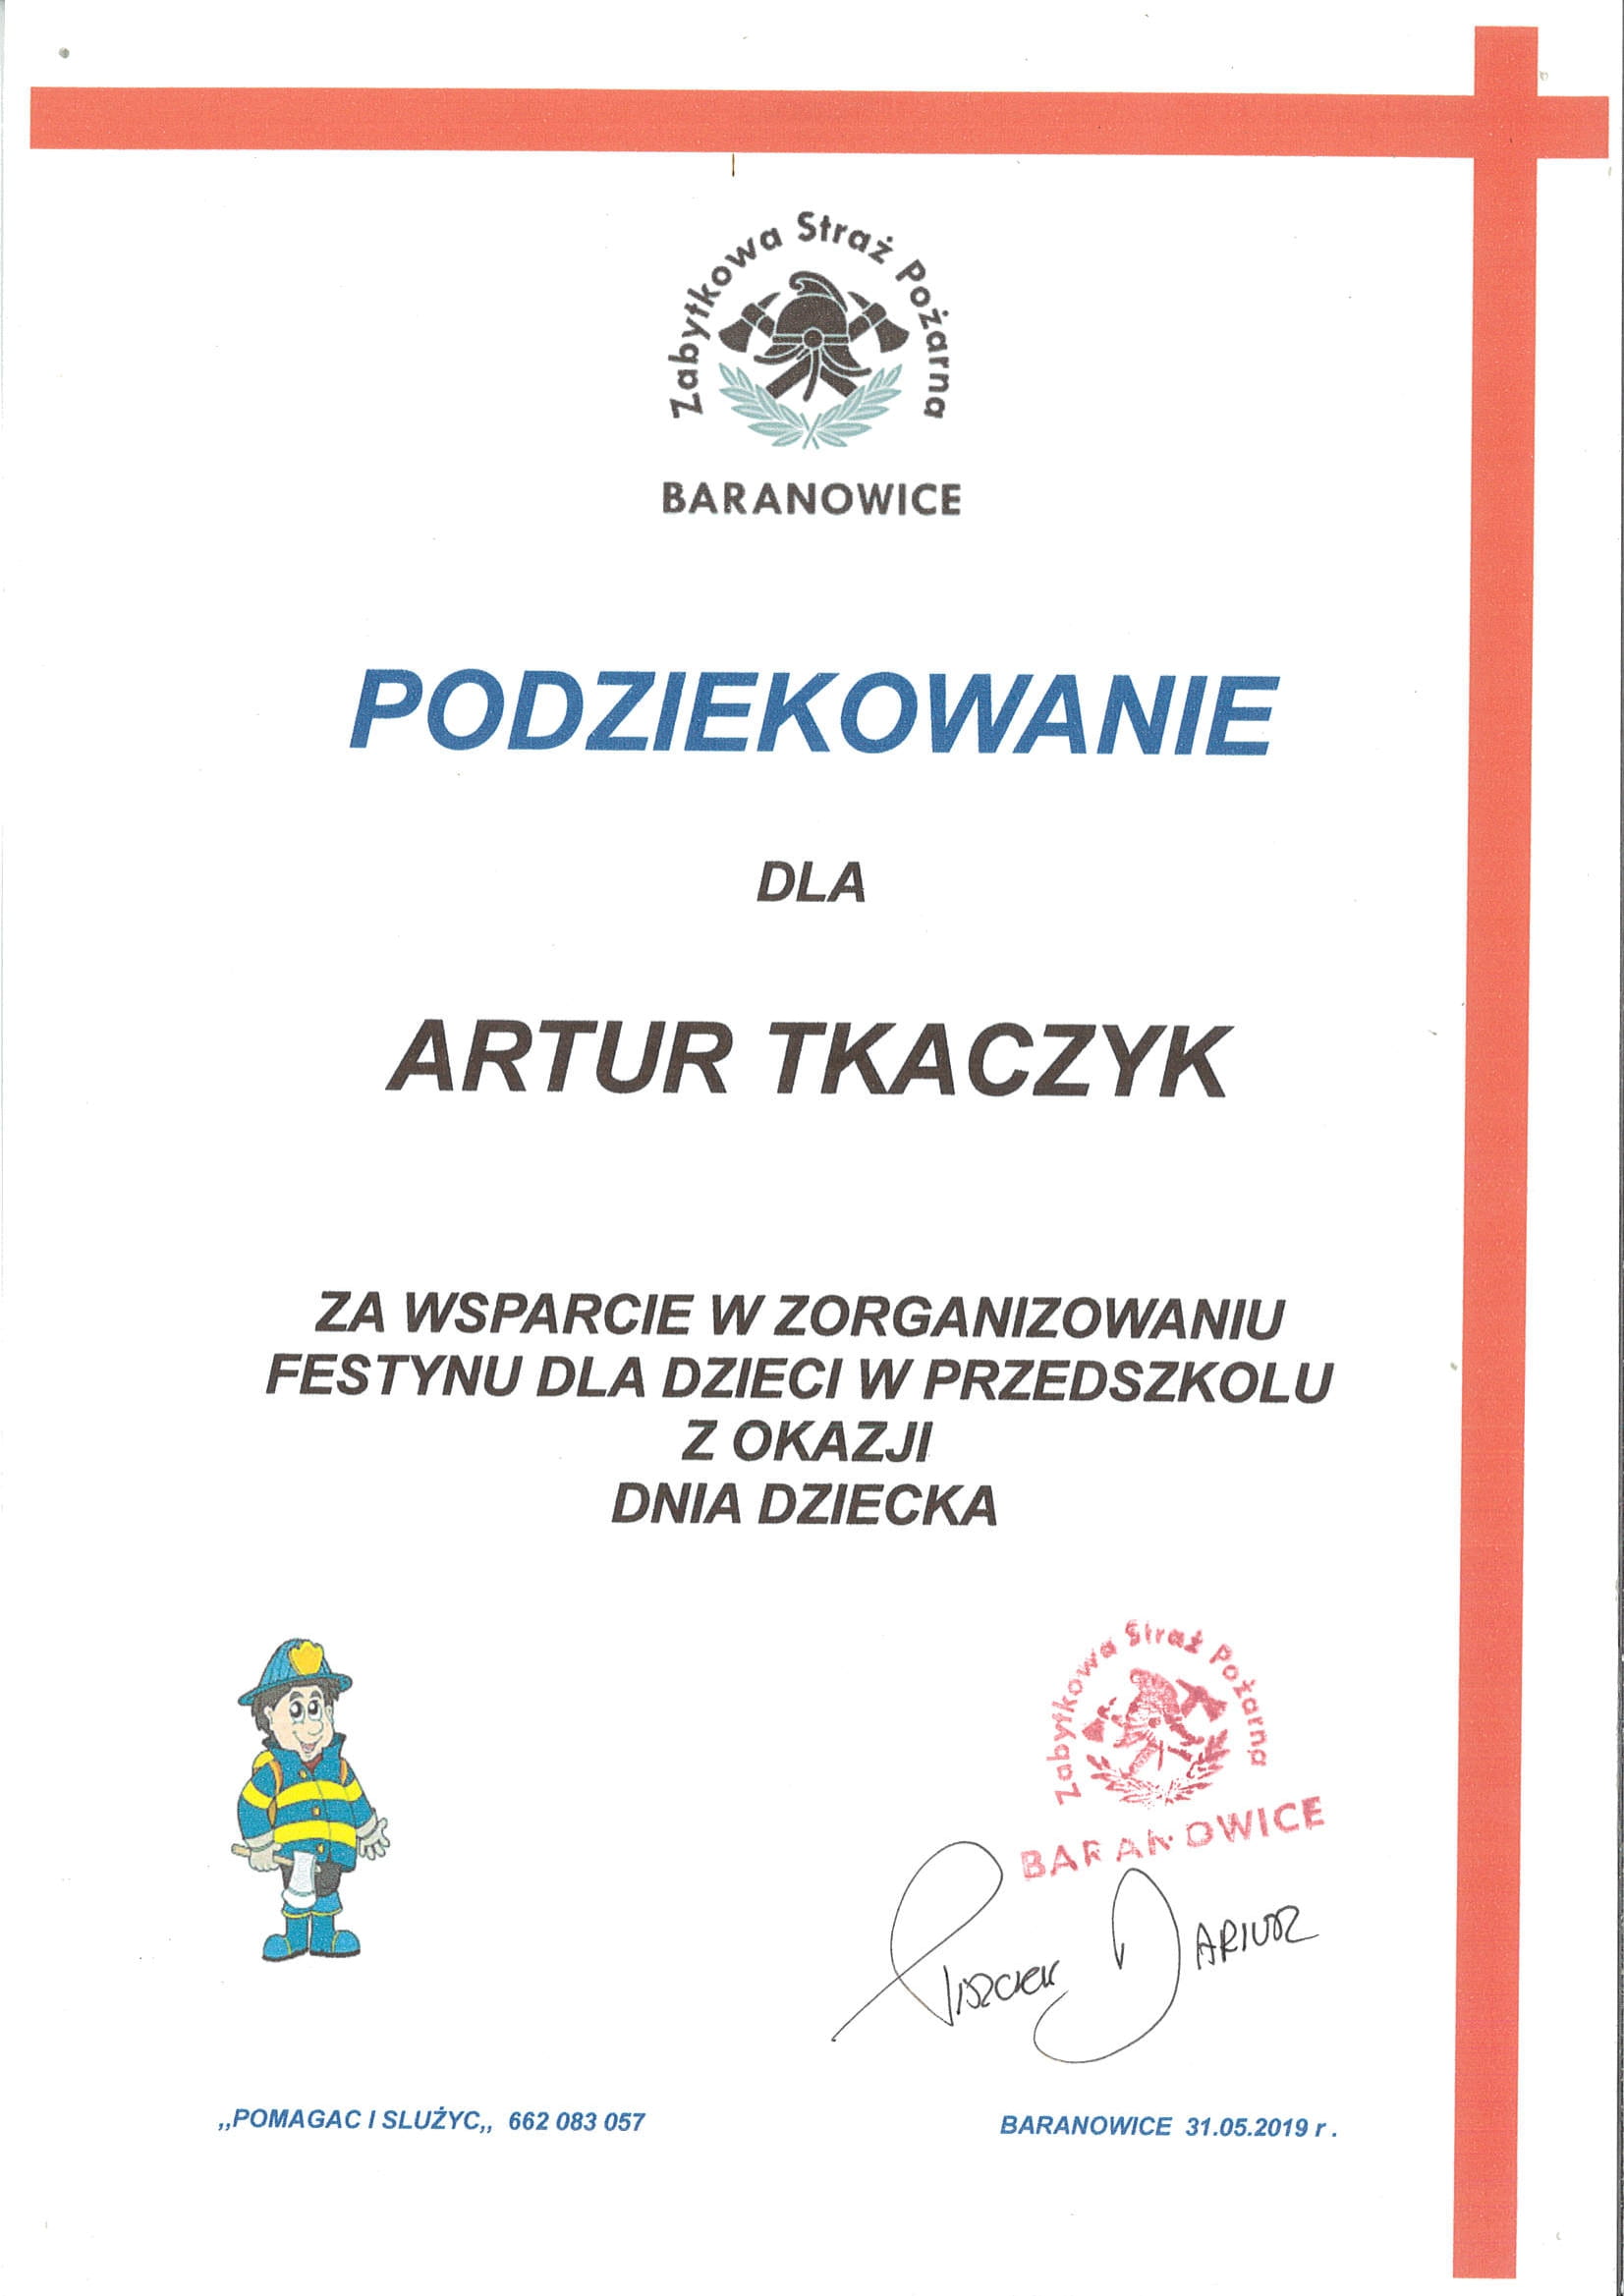 Zabytkowa Straż Pożarna
BARANOWICE
PODZIEKOWANIE
DLA
ARTUR TKACZYK
ZA WSPARCIE W ZORGANIZOWANIU
FESTYNU DLA DZIECI W PRZEDSZKOLU
Z OKAZJI
DNIA DZIECKA
Zabytkowa Straż Pożarna
BARANOWICE
DARIUSZ
„POMAGAC I SLUŻYC„ 662 083 057
BARANOWICE 31.05.2019 r .